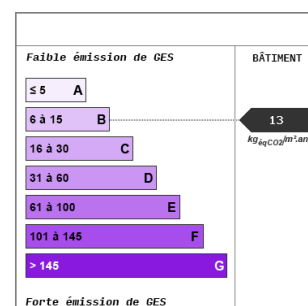 Faible émission de GES
BÂTIMENT
≤ 5 A
6 à 15 B
13
kgéqCO2/m².an
16 à 30 C
31 à 60 D
61 à 100 E
101 à 145 F
> 145 G
Forte émission de GES